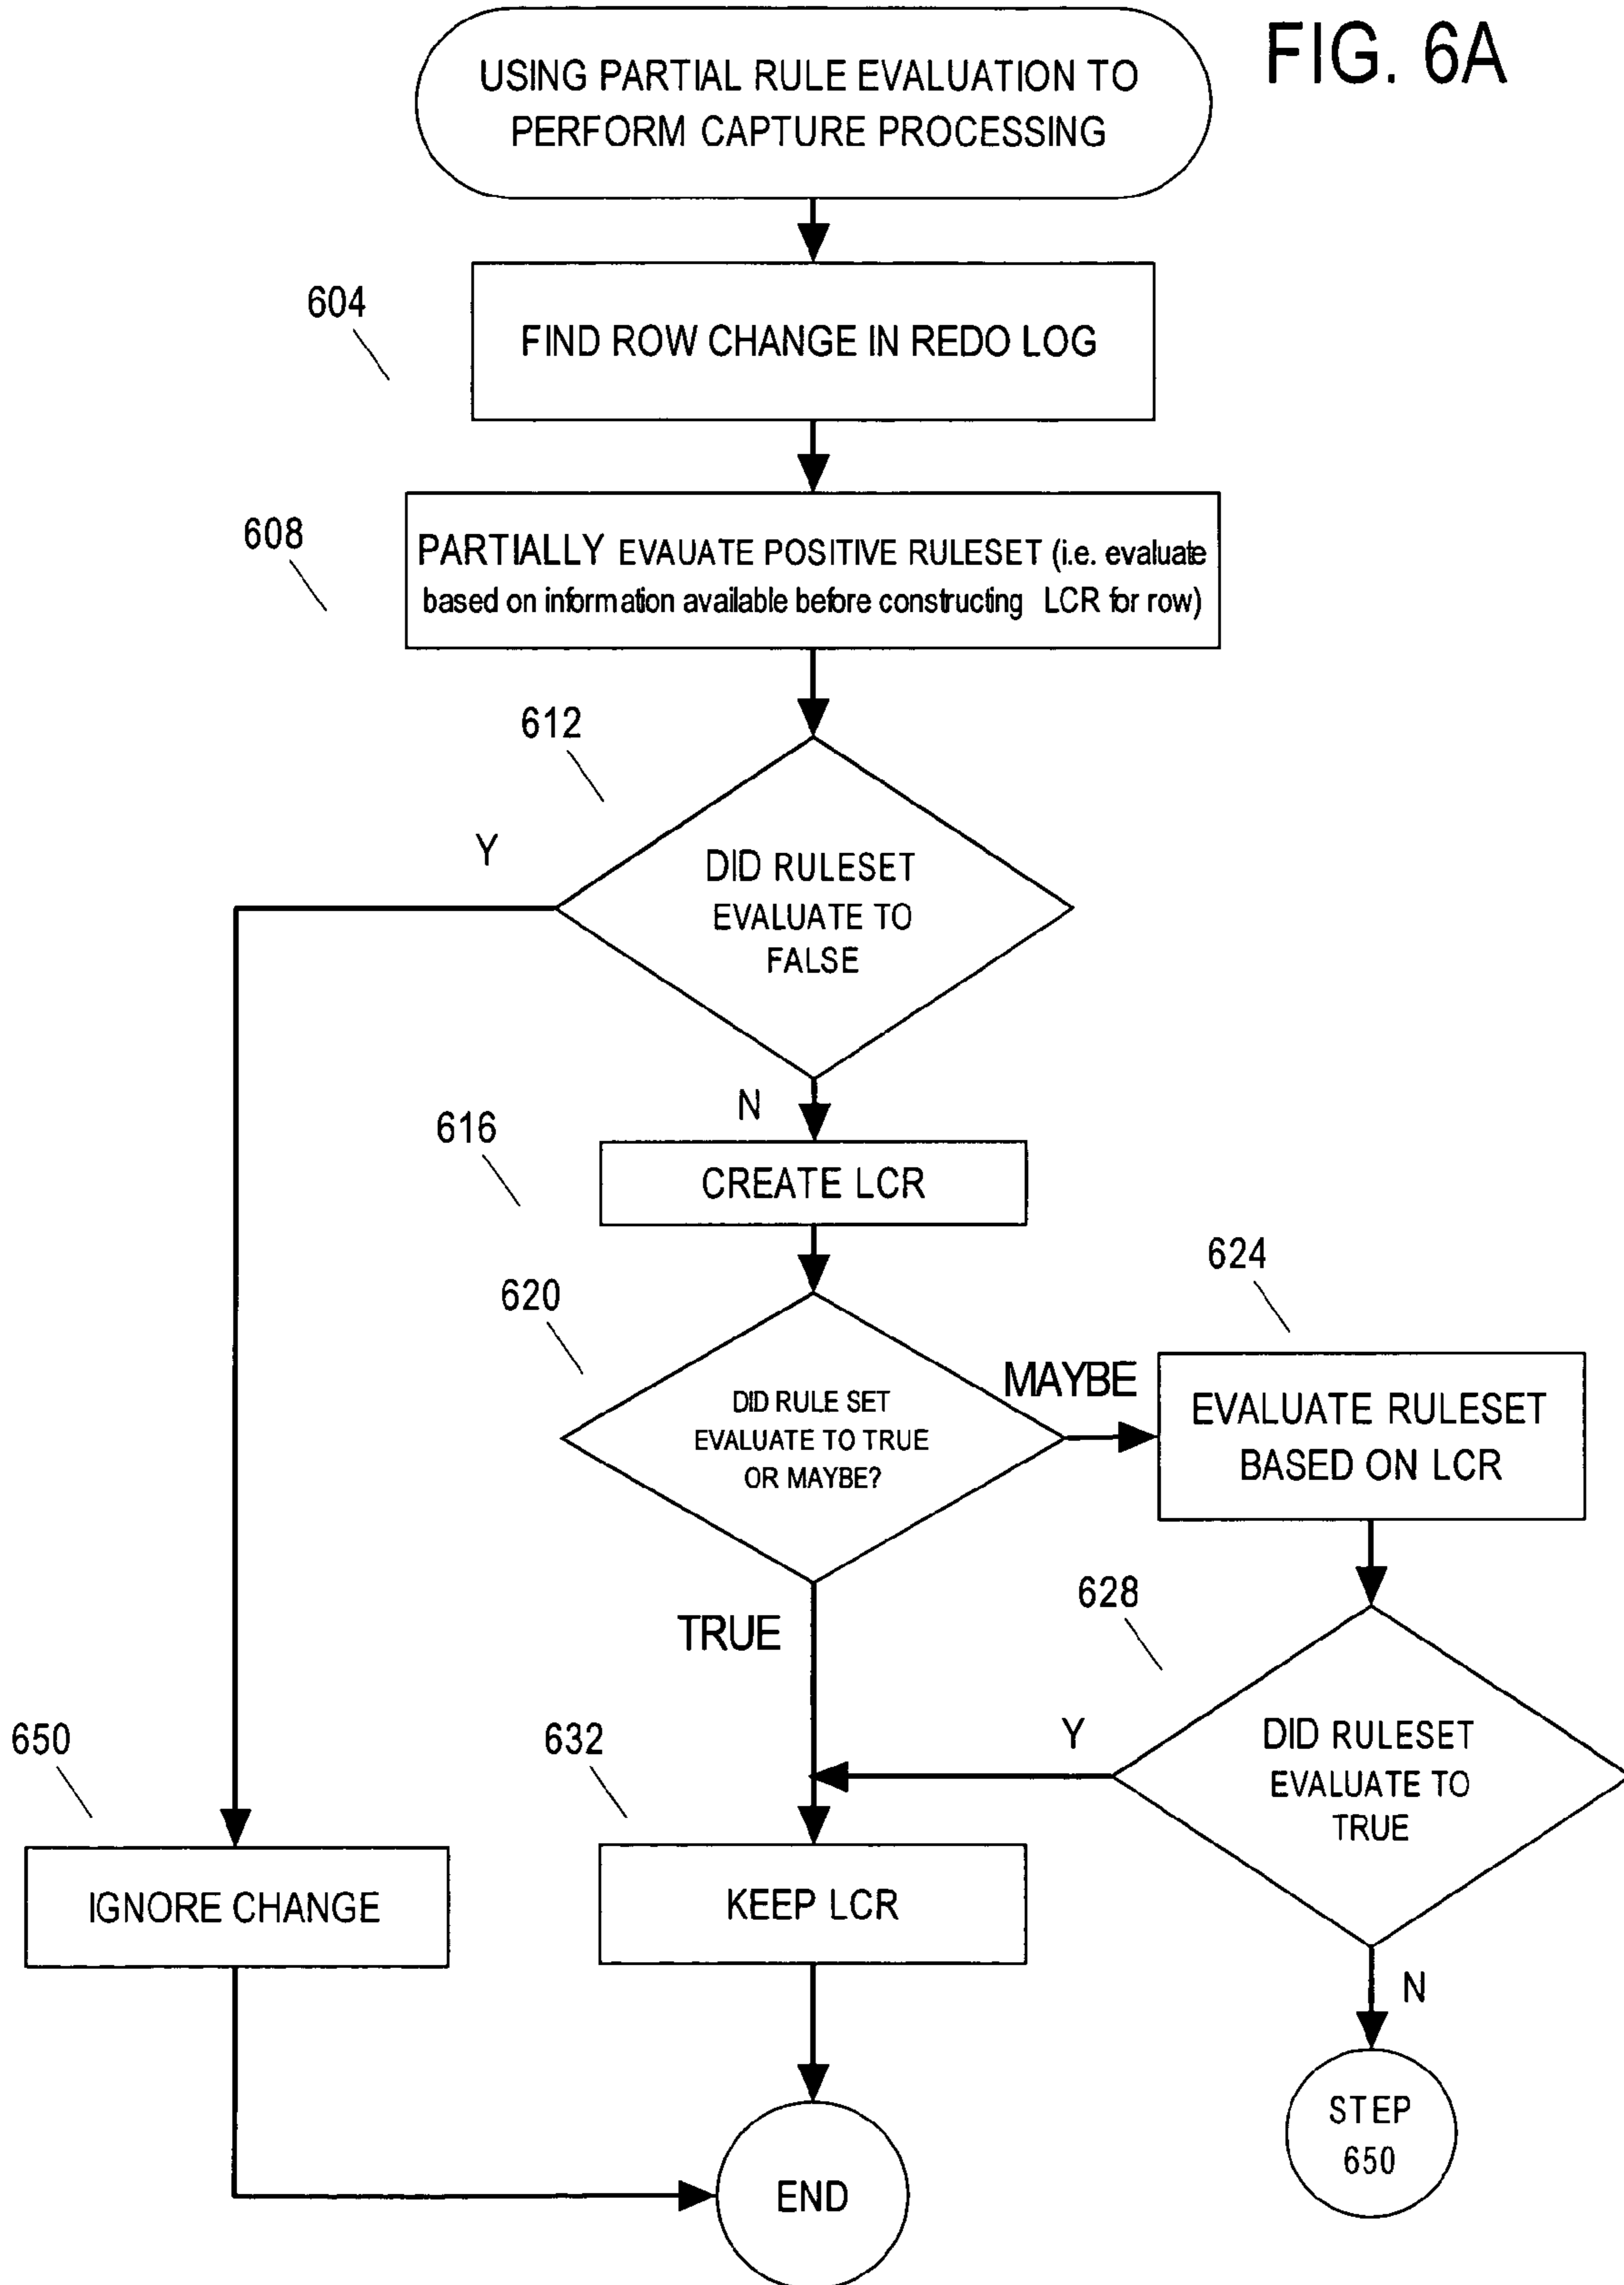 FIG. 6A
USING PARTIAL RULE EVALUATION TO
PERFORM CAPTURE PROCESSING
604
FIND ROW CHANGE IN REDO LOG
608
PARTIALLY EVAUATE POSITIVE RULESET (i.e. evaluate
based on information available before constructing LCR for row)
612
Y
DID RULESET
EVALUATE TO
FALSE
N
616
CREATE LCR
620
DID RULE SET
EVALUATE TO TRUE
OR MAYBE?
MAYBE
624
EVALUATE RULESET
BASED ON LCR
TRUE
628
Y
DID RULESET
EVALUATE TO
TRUE
650
IGNORE CHANGE
632
KEEP LCR
N
STEP
650
END